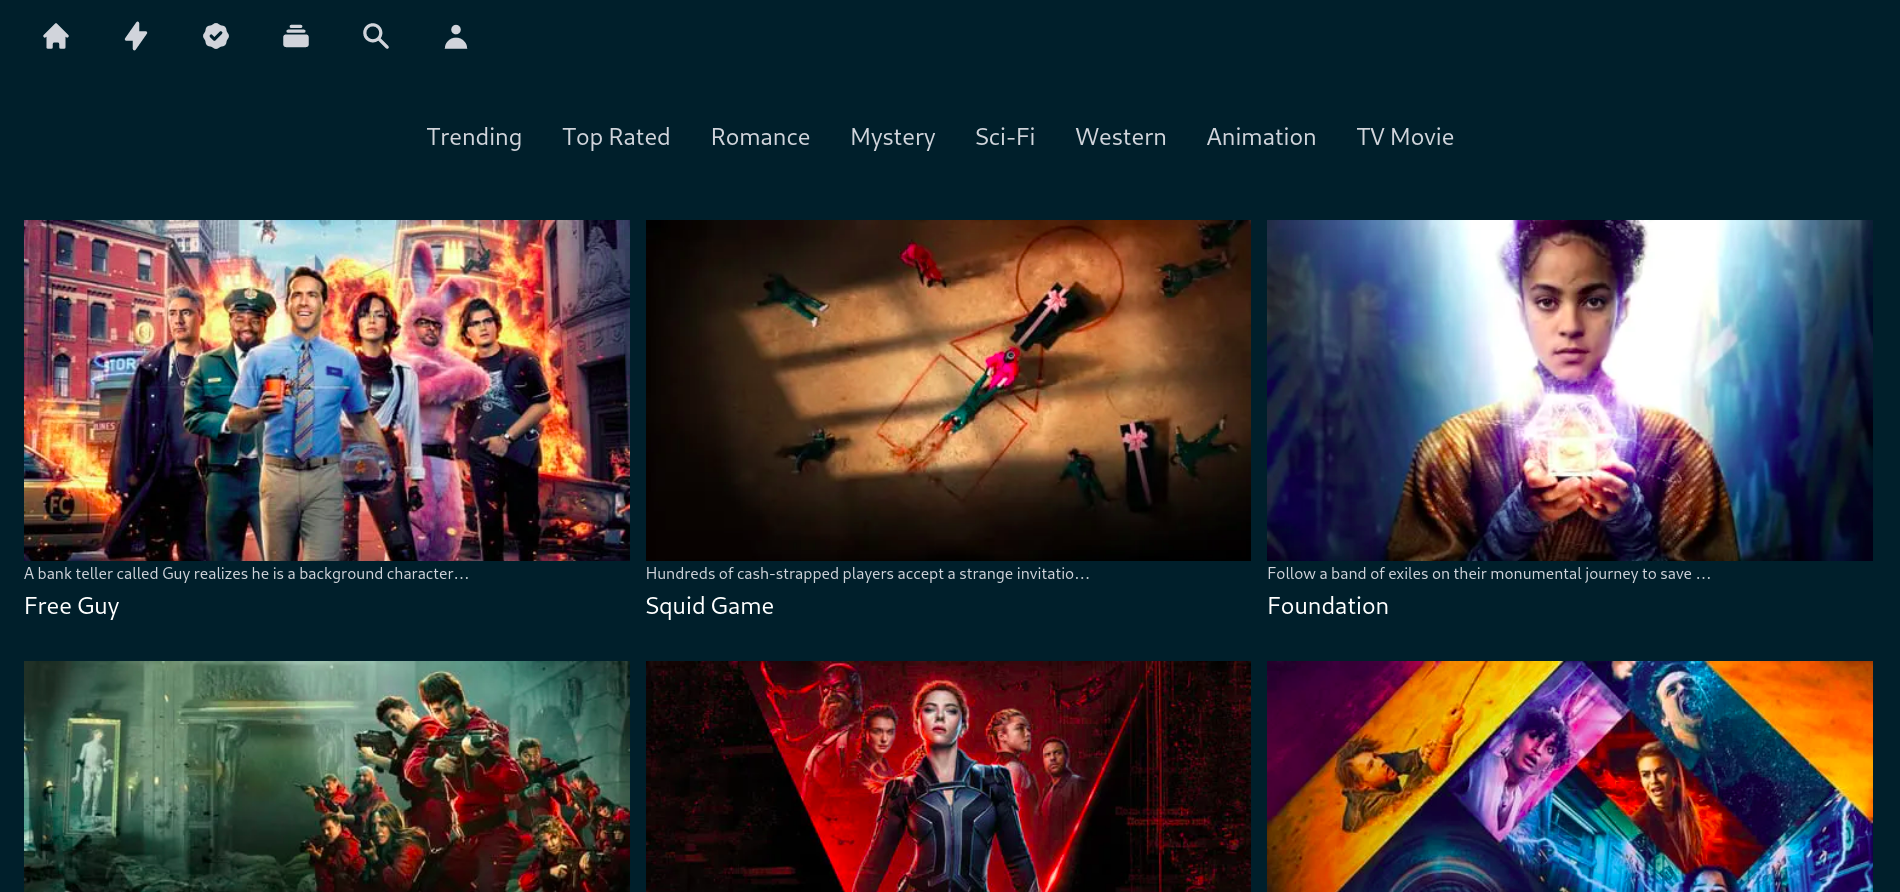 Trending Top Rated Romance Mystery Sci-Fi Western Animation TV Movie
STOR
FC
A bank teller called Guy realizes he is a background character...
Free Guy
Hundreds of cash-strapped players accept a strange invitatio...
Squid Game
Follow a band of exiles on their monumental journey to save ...
Foundation